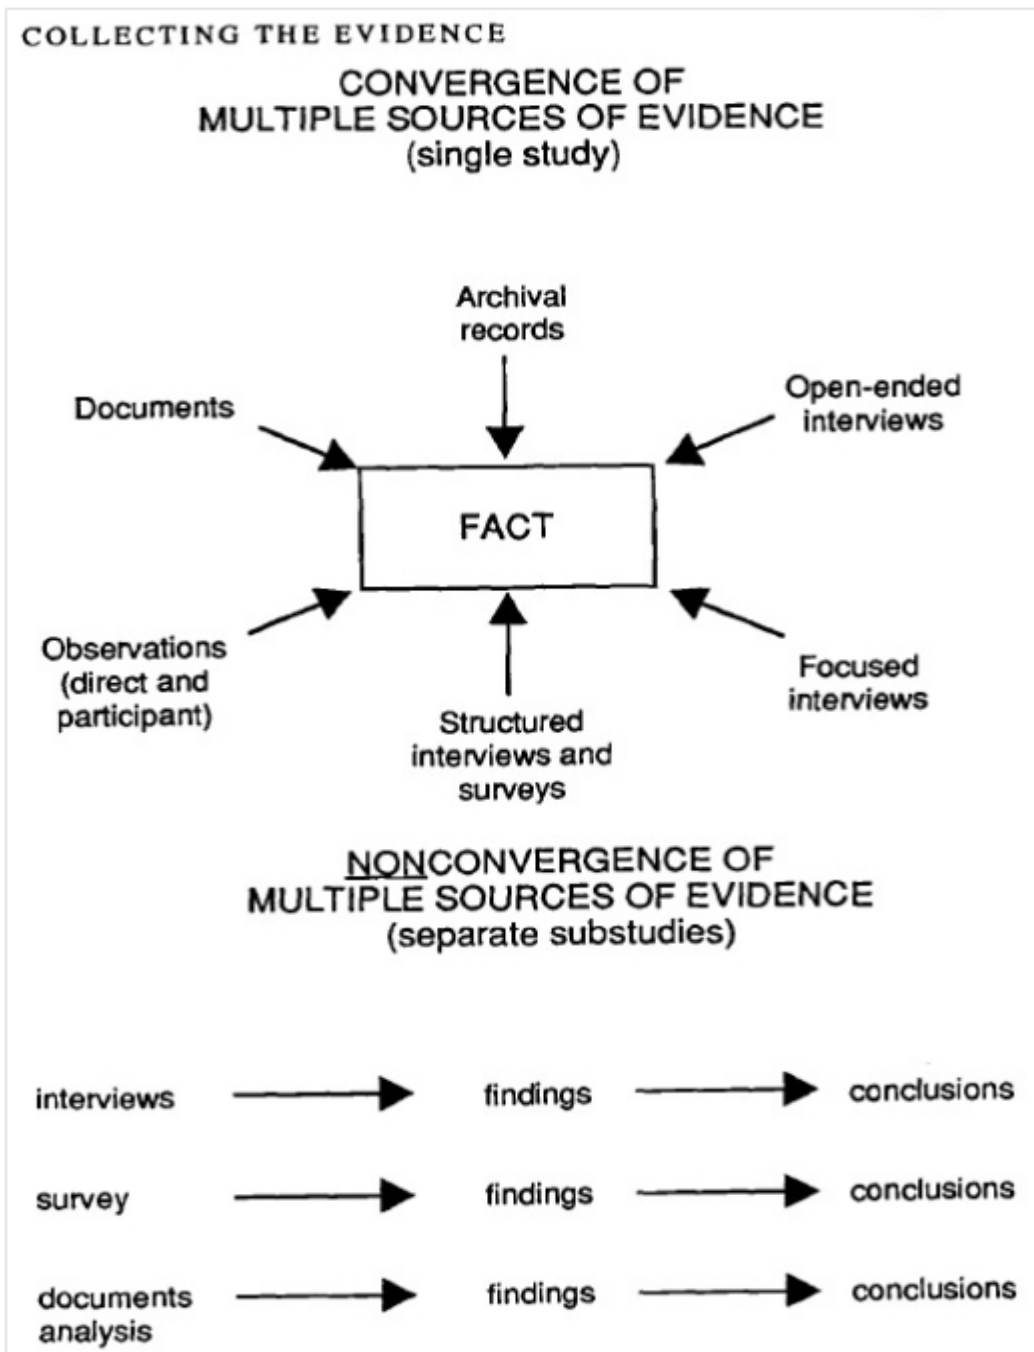 COLLECTING THE EVIDENCE
CONVERGENCE OF
MULTIPLE SOURCES OF EVIDENCE
(single study)
Archival
records
Documents
Open-ended
interviews
FACT
Observations
(direct and
participant)
Structured
interviews and
surveys
Focused
interviews
NONCONVERGENCE OF
MULTIPLE SOURCES OF EVIDENCE
(separate substudies)
interviews findings conclusions
survey findings conclusions
documents findings conclusions
analysis